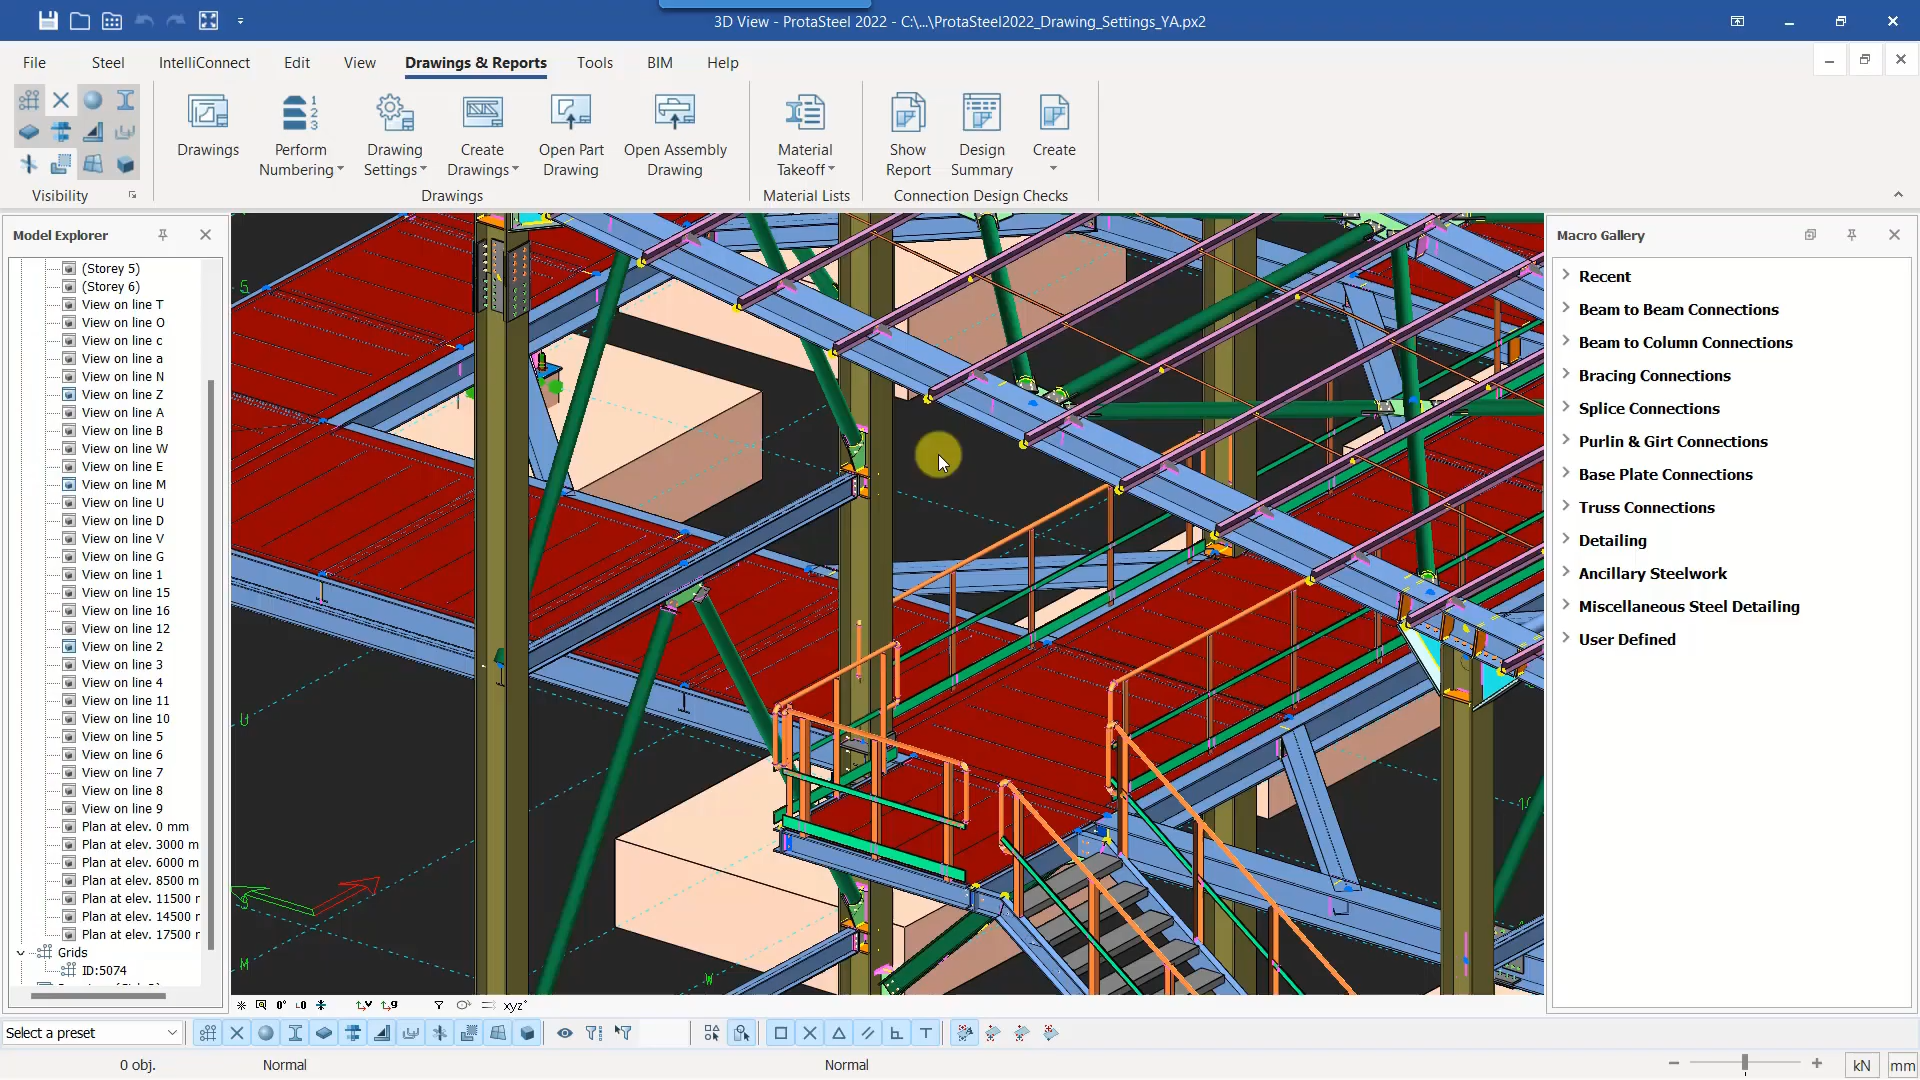 3D View - ProtaSteel 2022 - C:\...\ProtaSteel2022_Drawing_Settings_YA.px2
File
Steel
IntelliConnect
Edit
View
Drawings & Reports
Tools
BIM
Help
Drawings
Perform
Numbering
Drawing
Settings
Create
Drawings
Open Part
Drawing
Open Assembly
Drawing
Material
Takeoff
Show
Report
Design
Summary
Create
Visibility
Drawings
Material Lists
Connection Design Checks
Model Explorer
(Storey 5)
(Storey 6)
View on line T
View on line O
View on line c
View on line a
View on line N
View on line Z
View on line A
View on line B
View on line W
View on line E
View on line M
View on line U
View on line D
View on line V
View on line G
View on line 1
View on line 15
View on line 16
View on line 12
View on line 2
View on line 3
View on line 4
View on line 11
View on line 10
View on line 5
View on line 6
View on line 7
View on line 8
View on line 9
Plan at elev. 0 mm
Plan at elev. 3000 m
Plan at elev. 6000 m
Plan at elev. 8500 m
Plan at elev. 11500 r
Plan at elev. 14500 r
Plan at elev. 17500 r
Grids
ID:5074
5
U
M
W
Macro Gallery
Recent
Beam to Beam Connections
Beam to Column Connections
Bracing Connections
Splice Connections
Purlin & Girt Connections
Base Plate Connections
Truss Connections
Detailing
Ancillary Steelwork
Miscellaneous Steel Detailing
User Defined
xyz
Select a preset
0 obj.
Normal
Normal
kN
mm